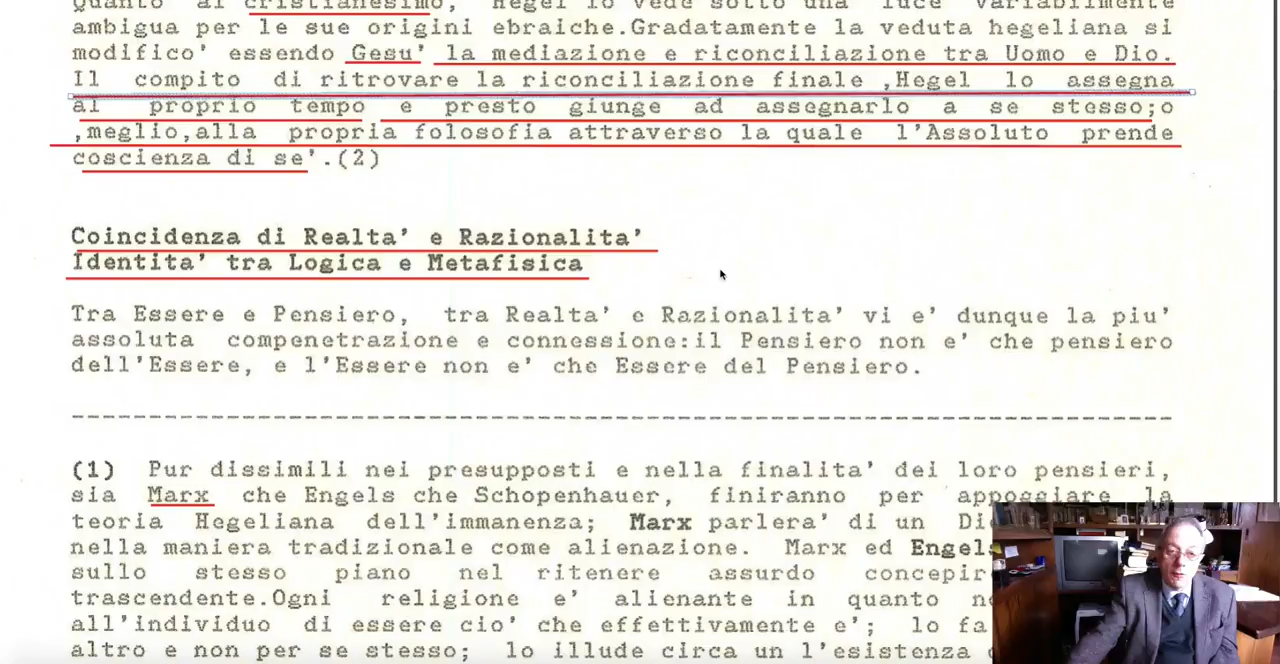 Quanto al cristianesimo, Hegel lo vede sotto una luce variabilmente
ambigua per le sue origini ebraiche.Gradatamente la veduta hegeliana si
modifico' essendo Gesu' la mediazione e riconciliazione tra Uomo e Dio.
Il compito di ritrovare la riconciliazione finale ,Hegel lo assegna
al proprio tempo e presto giunge ad assegnarlo a se stesso;o
,meglio,alla propria folosofia attraverso la quale l'Assoluto prende
coscienza di se'.(2)
Coincidenza di Realta' e Razionalita'
Identita' tra Logica e Metafisica
Tra Essere e Pensiero, tra Realta' e Razionalita' vi e' dunque la piu'
assoluta compenetrazione e connessione:il Pensiero non e' che pensiero
dell'Essere, e l'Essere non e' che Essere del Pensiero.
(1) Pur dissimili nei presupposti e nella finalita' dei loro pensieri,
sia Marx che Engels che Schopenhauer, finiranno per appoggiare la
teoria Hegeliana dell'immanenza; Marx parlera' di un
nella maniera tradizionale come alienazione. Marx ed Engels
sullo stesso piano nel ritenere assurdo
trascendente.Ogni religione e' alienante in quanto
all'individuo di essere cio' che effettivamente e'; lo
altro e non per se stesso; lo illude circa un l'esistenza